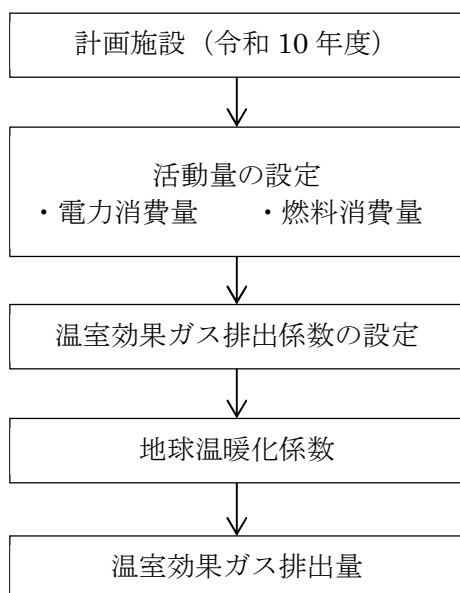 計画施設（令和 10 年度）
活動量の設定
・電力消費量　　・燃料消費量
温室効果ガス排出係数の設定
地球温暖化係数
温室効果ガス排出量